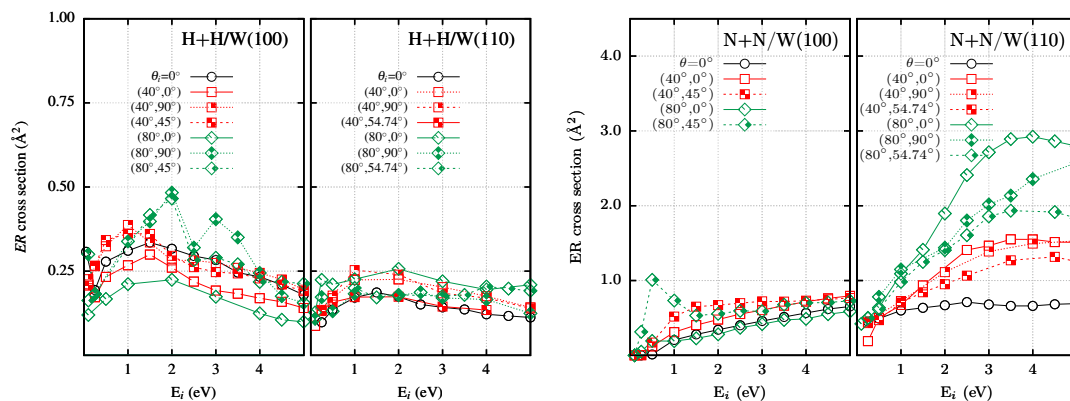 1.00
0.75
0.50
0.25
ER cross section (Å²)
H+H/W(100)
θᵢ=0°
(40°,0°)
(40°,90°)
(40°,45°)
(80°,0°)
(80°,90°)
(80°,45°)
1 2 3 4
Eᵢ (eV)
H+H/W(110)
θᵢ=0°
(40°,0°)
(40°,90°)
(40°,54.74°)
(80°,0°)
(80°,90°)
(80°,54.74°)
1 2 3 4
Eᵢ (eV)
4.5
3.0
1.5
0.0
ER cross section (Å²)
N+N/W(100)
θ=0°
(40°,0°)
(40°,45°)
(80°,0°)
(80°,45°)
1 2 3 4
Eᵢ (eV)
N+N/W(110)
θ=0°
(40°,0°)
(40°,90°)
(40°,54.74°)
(80°,0°)
(80°,90°)
(80°,54.74°)
1 2 3 4 5
Eᵢ (eV)